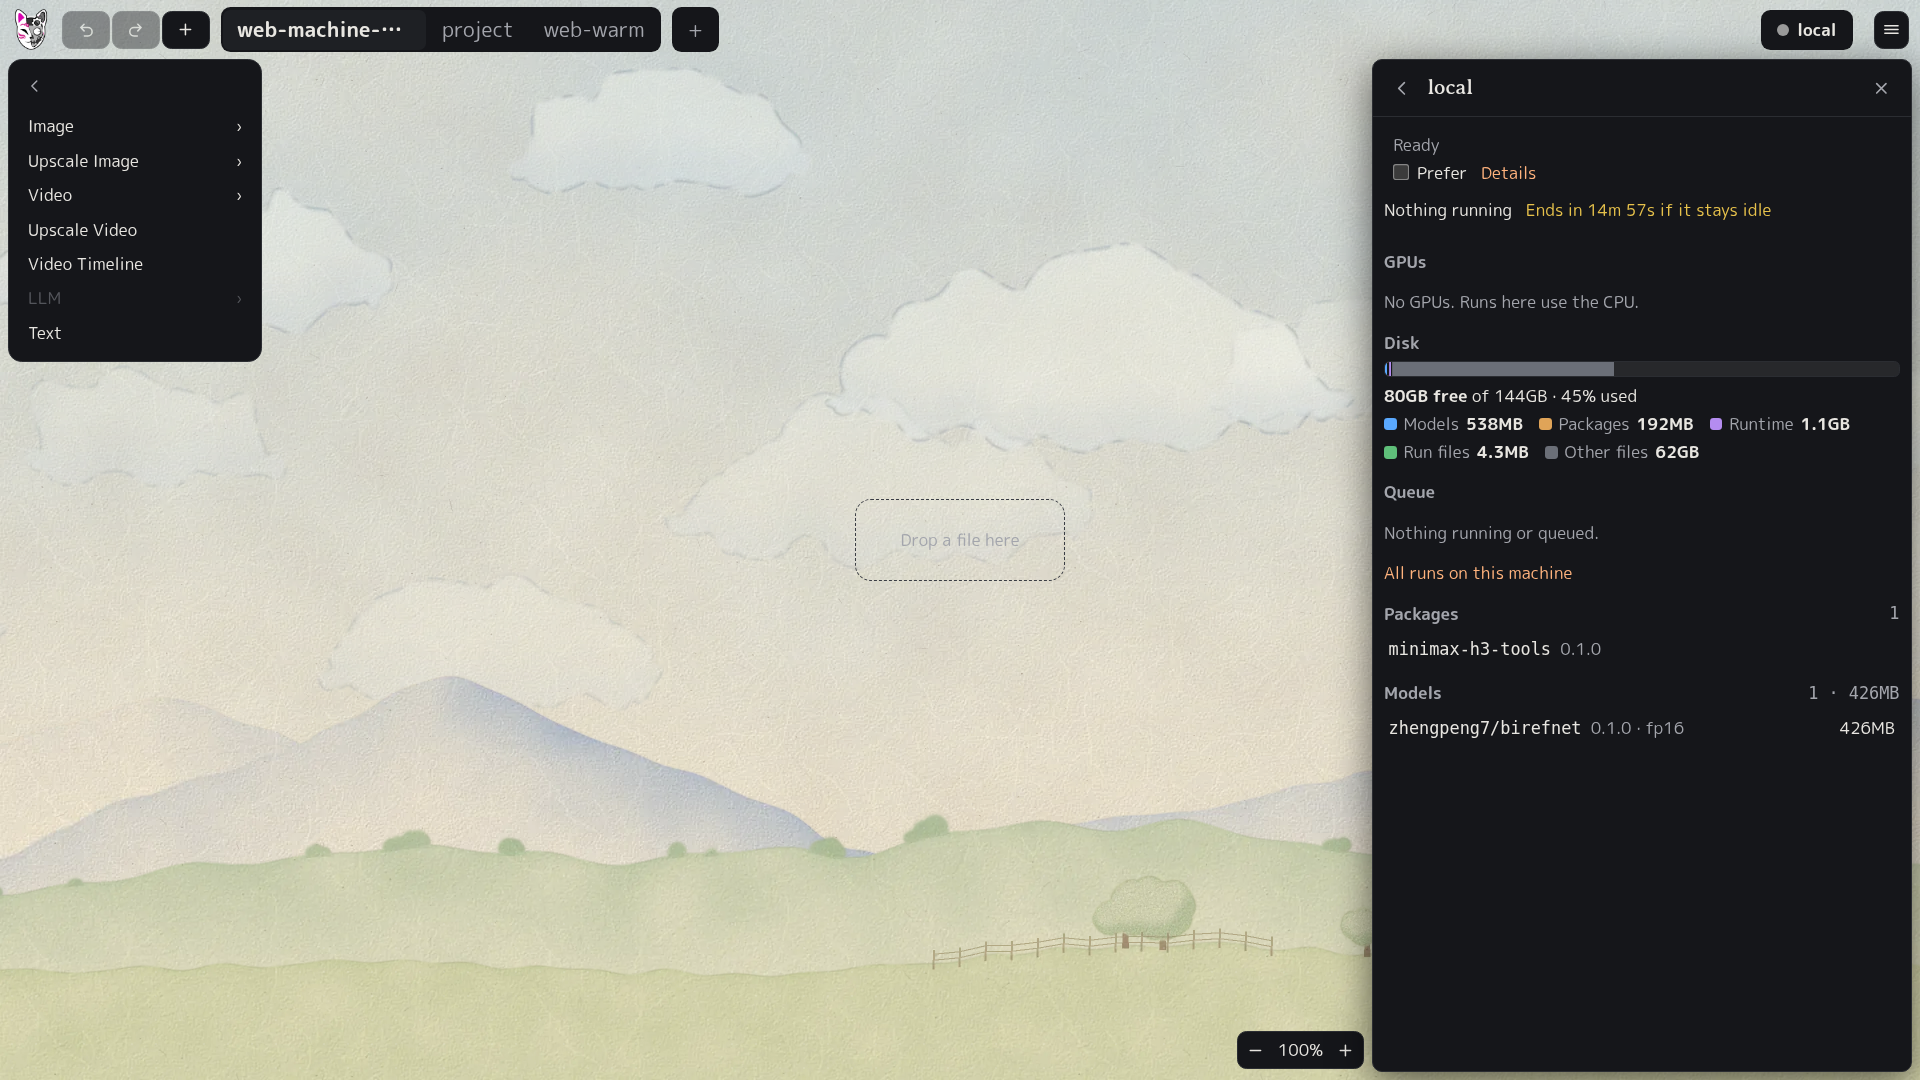 web-machine-···
project
web-warm
local
Image
Upscale Image
Video
Upscale Video
Video Timeline
LLM
Text
Drop a file here
100%
local
Ready
Prefer Details
Nothing running Ends in 14m 57s if it stays idle
GPUs
No GPUs. Runs here use the CPU.
Disk
80GB free of 144GB · 45% used
Models 538MB Packages 192MB Runtime 1.1GB
Run files 4.3MB Other files 62GB
Queue
Nothing running or queued.
All runs on this machine
Packages 1
minimax-h3-tools 0.1.0
Models 1 · 426MB
zhengpeng7/birefnet 0.1.0 · fp16 426MB